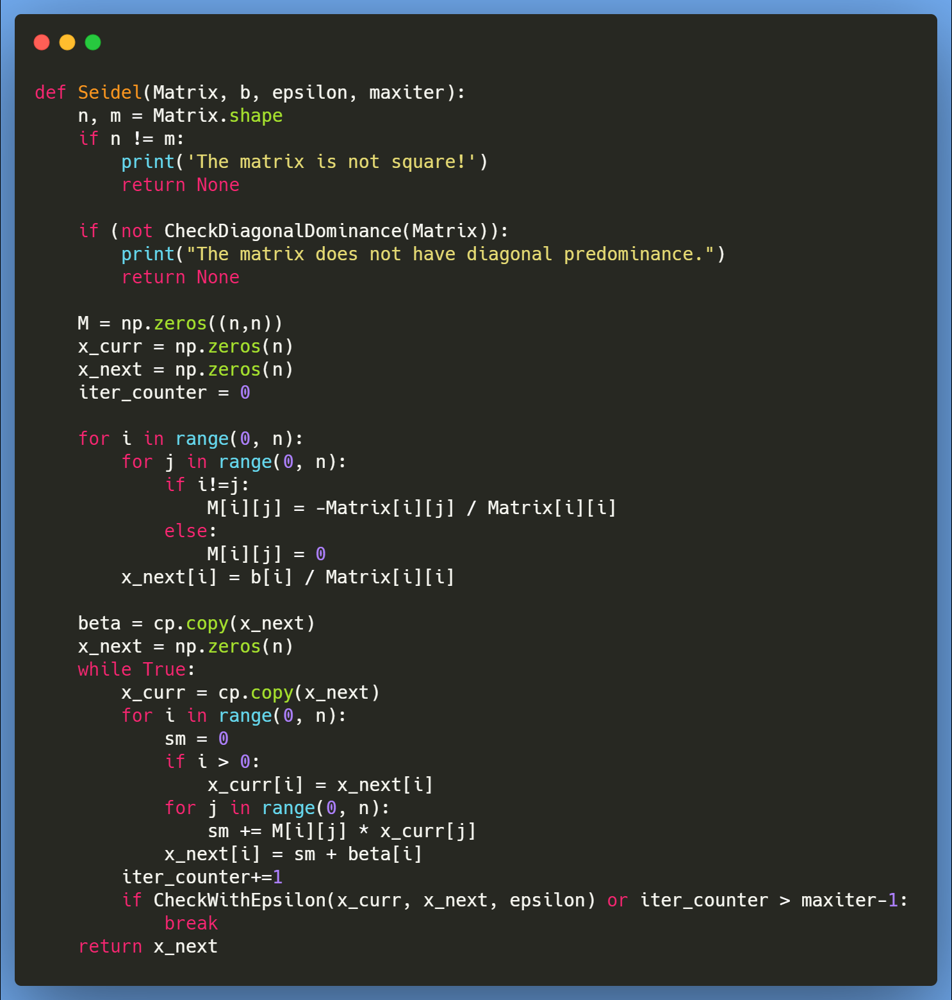 def Seidel(Matrix, b, epsilon, maxiter):
    n, m = Matrix.shape
    if n != m:
        print('The matrix is not square!')
        return None

    if (not CheckDiagonalDominance(Matrix)):
        print("The matrix does not have diagonal predominance.")
        return None

    M = np.zeros((n,n))
    x_curr = np.zeros(n)
    x_next = np.zeros(n)
    iter_counter = 0

    for i in range(0, n):
        for j in range(0, n):
            if i!=j:
                M[i][j] = -Matrix[i][j] / Matrix[i][i]
            else:
                M[i][j] = 0
        x_next[i] = b[i] / Matrix[i][i]

    beta = cp.copy(x_next)
    x_next = np.zeros(n)
    while True:
        x_curr = cp.copy(x_next)
        for i in range(0, n):
            sm = 0
            if i > 0:
                x_curr[i] = x_next[i]
            for j in range(0, n):
                sm += M[i][j] * x_curr[j]
            x_next[i] = sm + beta[i]
        iter_counter+=1
        if CheckWithEpsilon(x_curr, x_next, epsilon) or iter_counter > maxiter-1:
            break
    return x_next